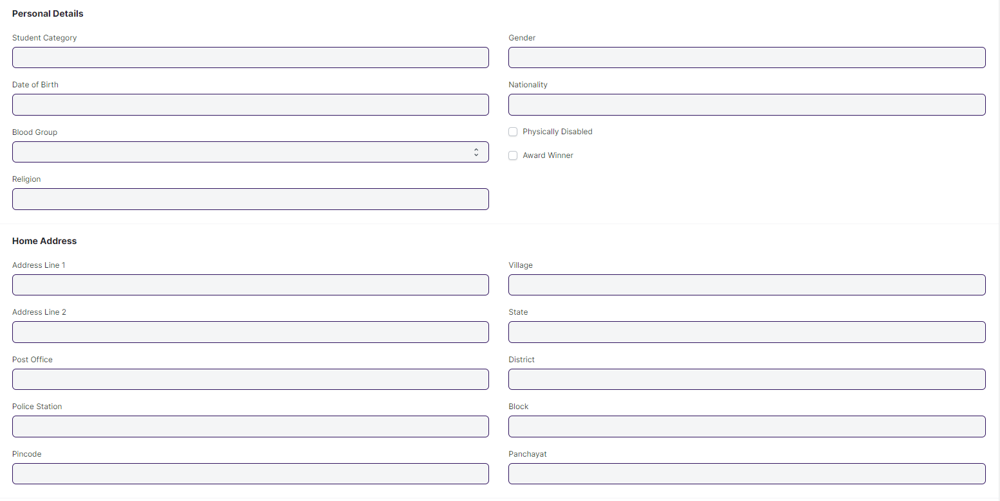 Personal Details
Student Category
Gender
Date of Birth
Nationality
Blood Group
Physically Disabled
Award Winner
Religion
Home Address
Address Line 1
Village
Address Line 2
State
Post Office
District
Police Station
Block
Pincode
Panchayat